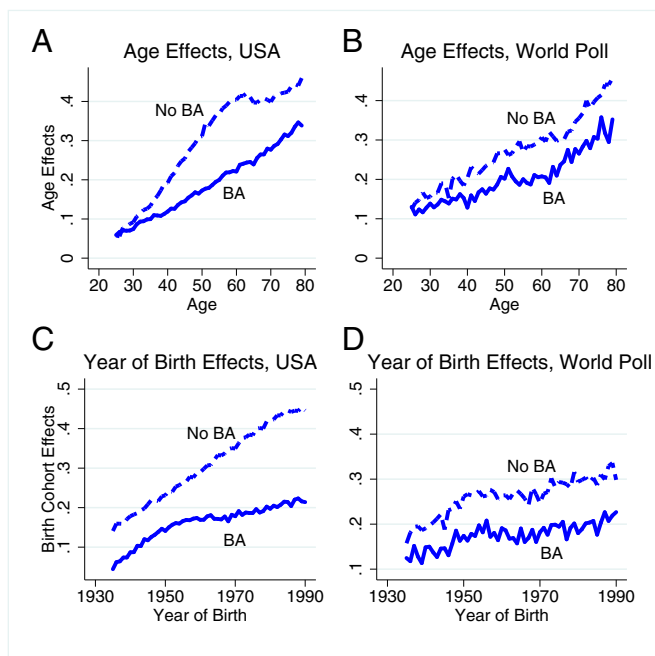 A
Age Effects, USA
Age Effects
.4
.3
.2
.1
0
No BA
BA
20 30 40 50 60 70 80
Age
B
Age Effects, World Poll
.4
.3
.2
.1
0
No BA
BA
20 30 40 50 60 70 80
Age
C
Year of Birth Effects, USA
Birth Cohort Effects
.5
.4
.3
.2
.1
No BA
BA
1930 1950 1970 1990
Year of Birth
D
Year of Birth Effects, World Poll
.5
.4
.3
.2
.1
No BA
BA
1930 1950 1970 1990
Year of Birth